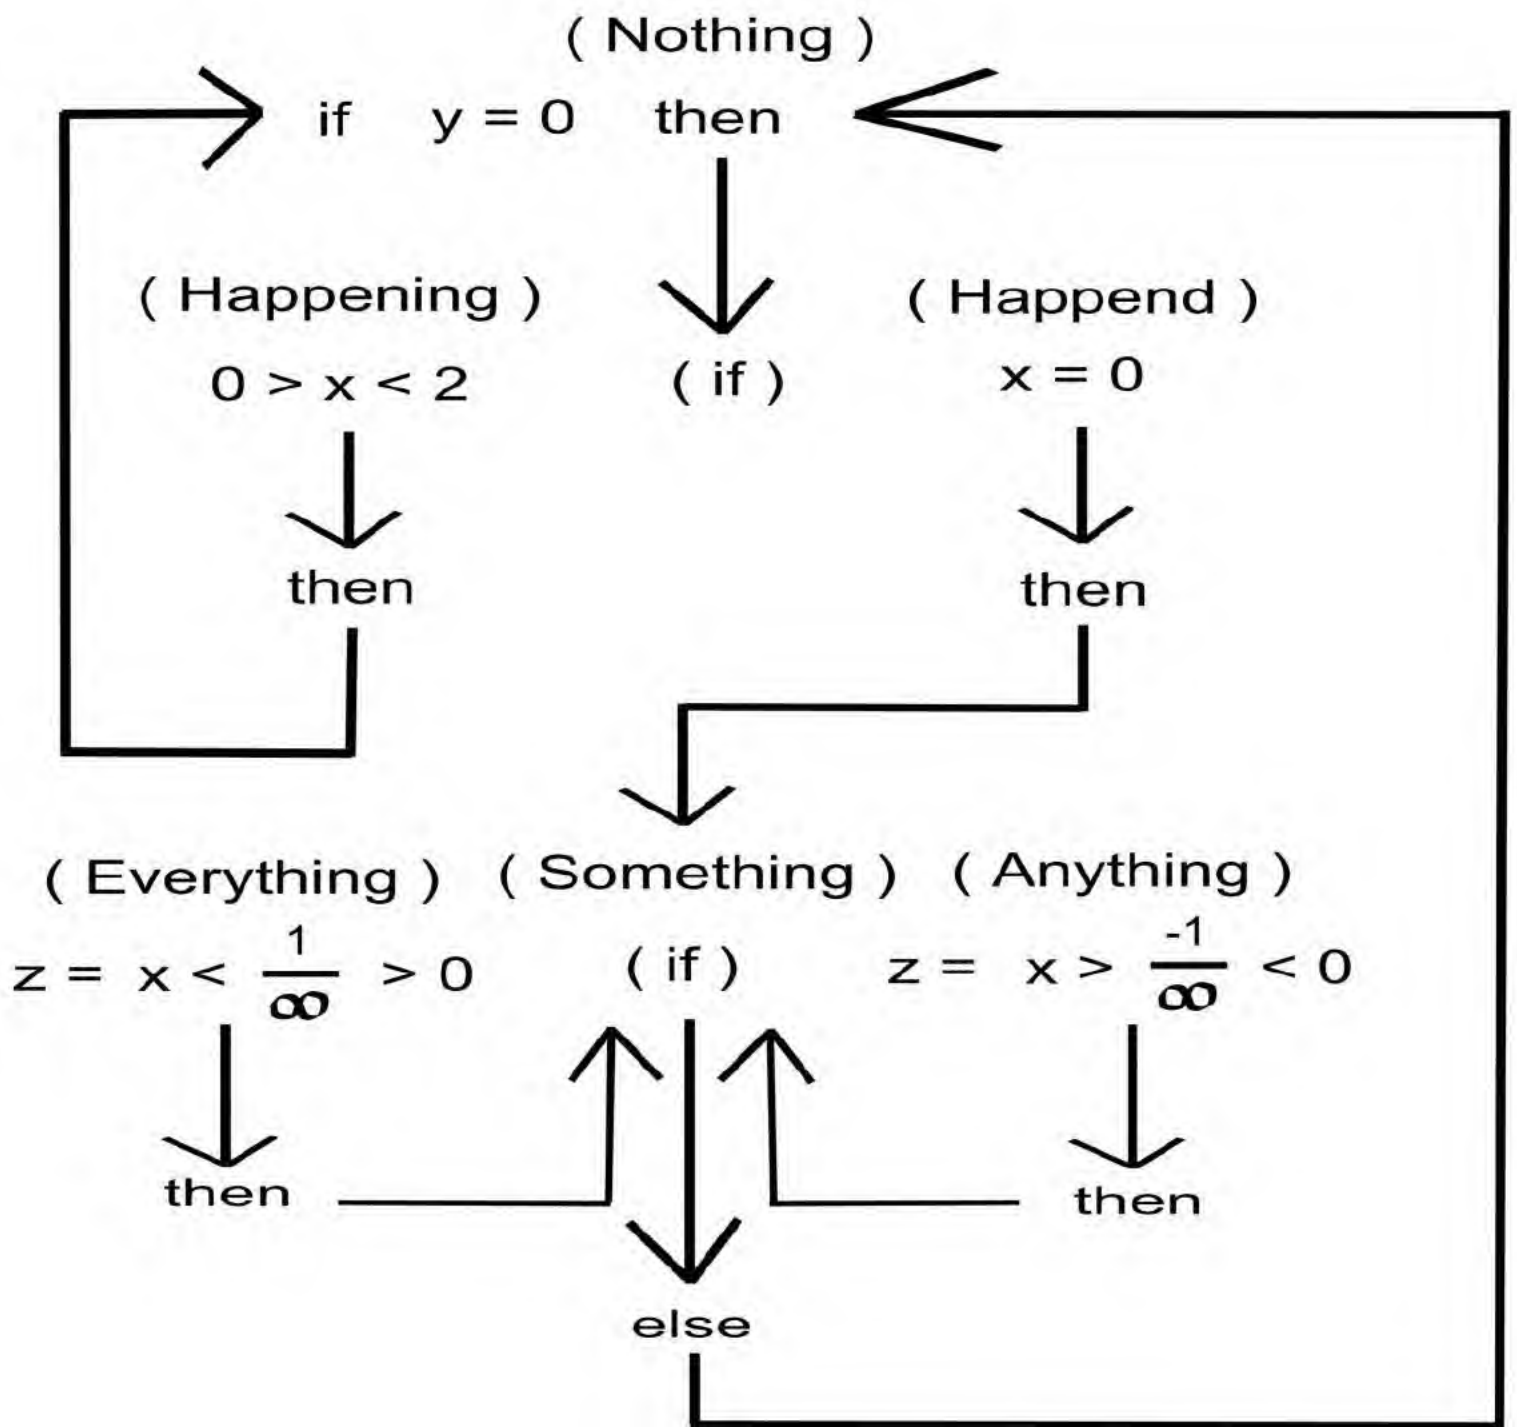 ( Nothing )
if y = 0 then
( Happening ) ( Happend )
0 > x < 2 ( if ) x = 0
then then
( Everything ) ( Something ) ( Anything )
z = x < 1/∞ > 0 ( if ) z = x > -1/∞ < 0
then then
else